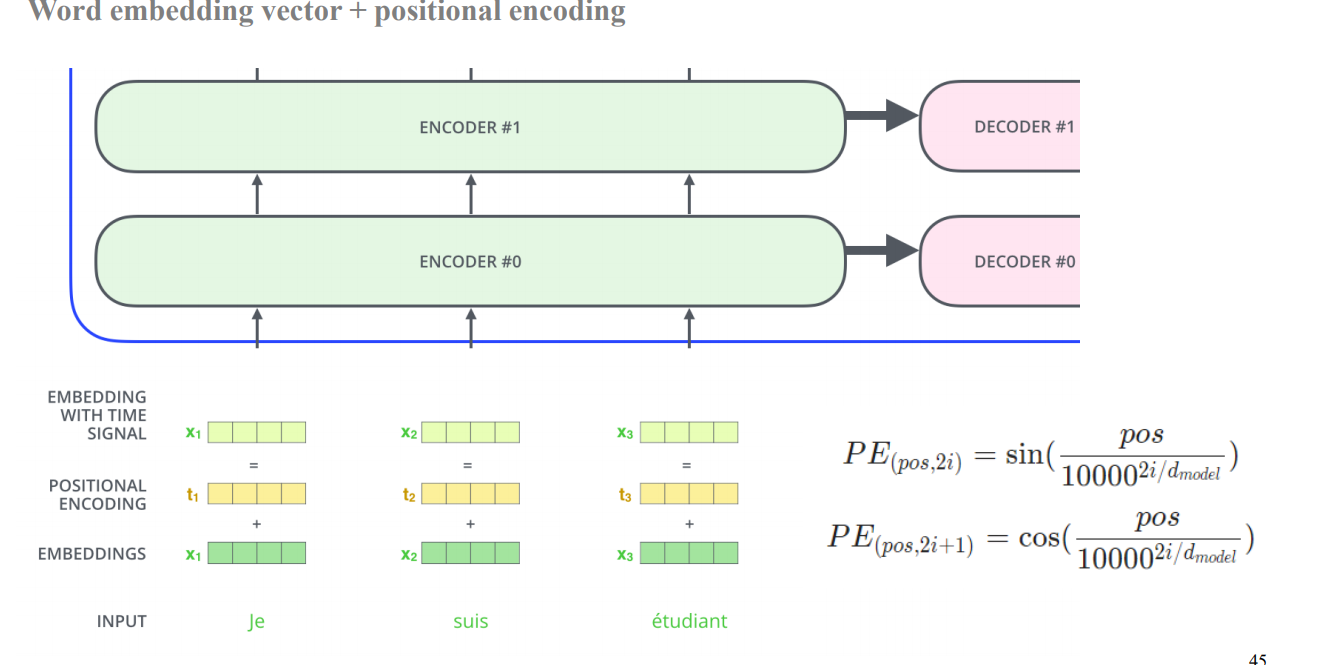 Word embedding vector + positional encoding
ENCODER #1
DECODER #1
ENCODER #0
DECODER #0
EMBEDDING
WITH TIME
SIGNAL
x₁
x₂
x₃
=
=
=
POSITIONAL
ENCODING
t₁
t₂
t₃
+
+
+
EMBEDDINGS
x₁
x₂
x₃
INPUT
Je
suis
étudiant
PE_(pos,2i) = sin(pos / 10000^(2i/d_model))
PE_(pos,2i+1) = cos(pos / 10000^(2i/d_model))
45